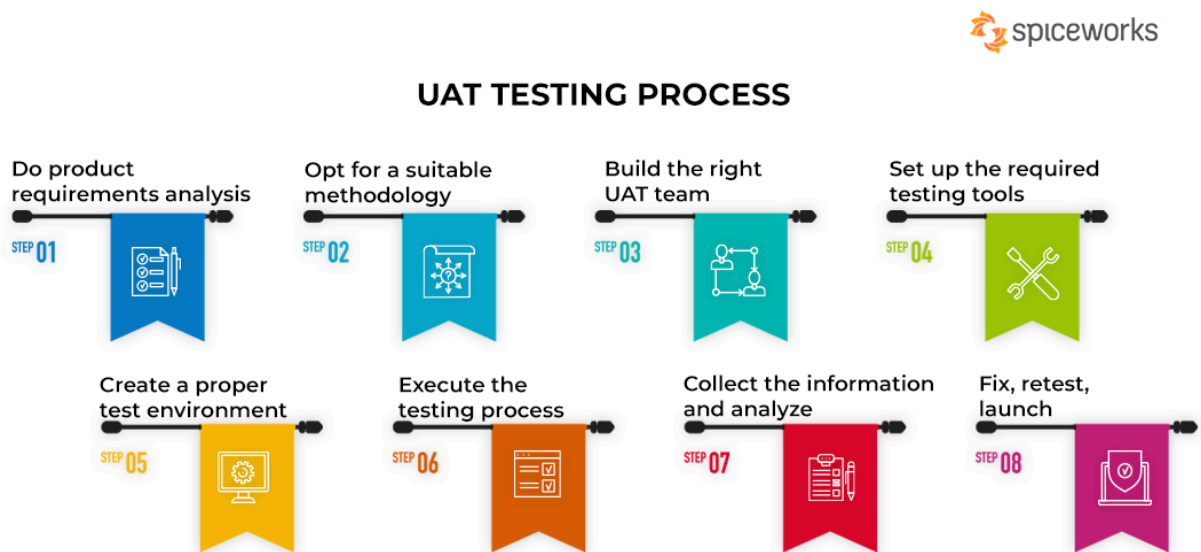 spiceworks
UAT TESTING PROCESS
Do product
requirements analysis
STEP 01
Opt for a suitable
methodology
STEP 02
Build the right
UAT team
STEP 03
Set up the required
testing tools
STEP 04
Create a proper
test environment
STEP 05
Execute the
testing process
STEP 06
Collect the information
and analyze
STEP 07
Fix, retest,
launch
STEP 08